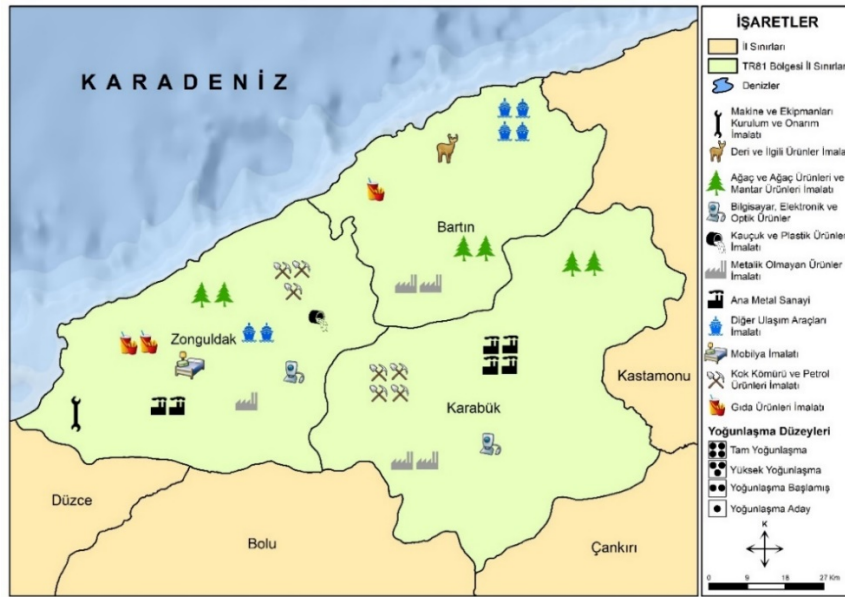 KARADENİZ
Bartın
Zonguldak
Karabük
Kastamonu
Düzce
Bolu
Çankırı
İŞARETLER
İl Sınırları
TR81 Bölgesi İl Sınırlar
Denizler
Makine ve Ekipmanları
Kurulum ve Onarım
İmalatı
Deri ve İlgili Ürünler İmala
Ağaç ve Ağaç Ürünleri ve
Mantar Ürünleri İmalatı
Bilgisayar, Elektronik ve
Optik Ürünler
Kauçuk ve Plastik Ürünler
İmalatı
Metalik Olmayan Ürünler
İmalatı
Ana Metal Sanayi
Diğer Ulaşım Araçları
İmalatı
Mobilya İmalatı
Kok Kömürü ve Petrol
Ürünleri İmalatı
Gıda Ürünleri İmalatı
Yoğunlaşma Düzeyleri
Tam Yoğunlaşma
Yüksek Yoğunlaşma
Yoğunlaşma Başlamış
Yoğunlaşma Aday
K
0 9 18 27 Km